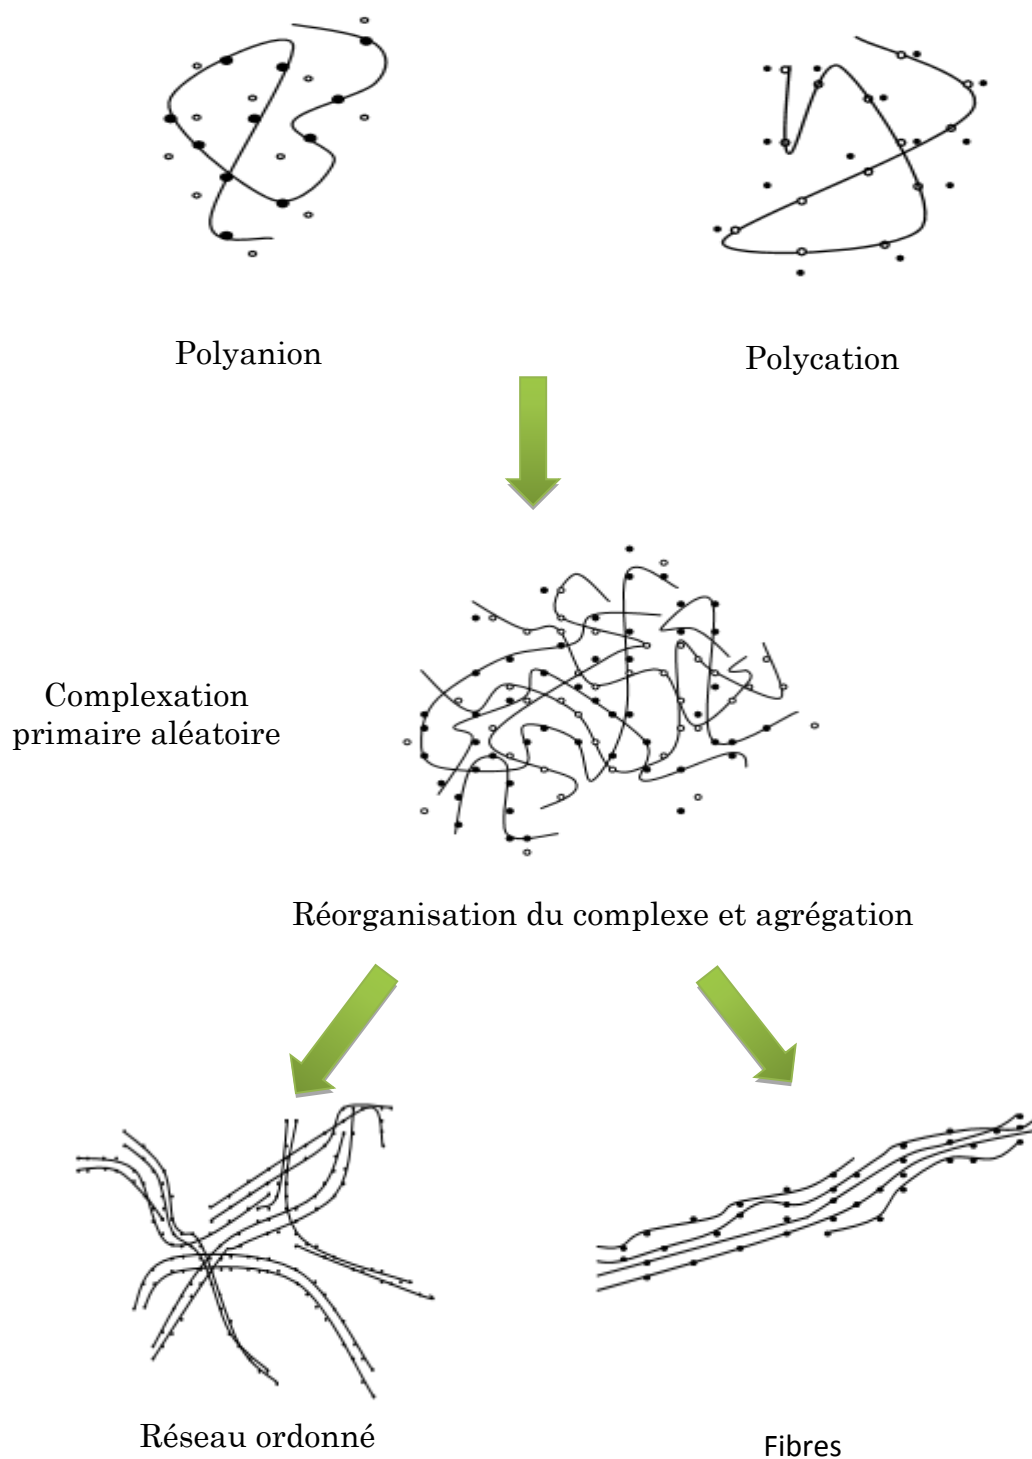 Polyanion
Polycation
Complexation
primaire aléatoire
Réorganisation du complexe et agrégation
Réseau ordonné
Fibres